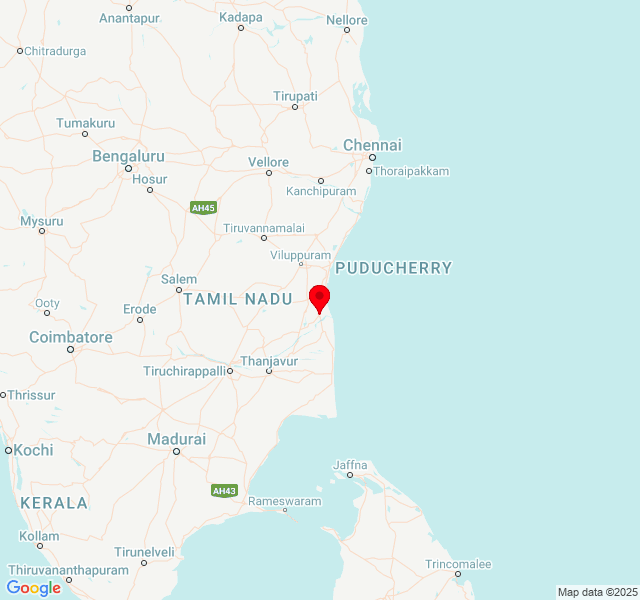 Anantapur
Nellore
Kadapa
Chitradurga
Tirupati
Tumakuru
Chennai
Bengaluru
Vellore
Thoraipakkam
Hosur
Kanchipuram
AH45
Mysuru
Tiruvannamalai
Viluppuram
PUDUCHERRY
Salem
TAMIL NADU
Ooty
Erode
Coimbatore
Thanjavur
Tiruchirappalli
Thrissur
Madurai
Kochi
Jaffna
AH43
KERALA
Rameswaram
Kollam
Tirunelveli
Trincomalee
Thiruvananthapuram
Google
Map data ©2025